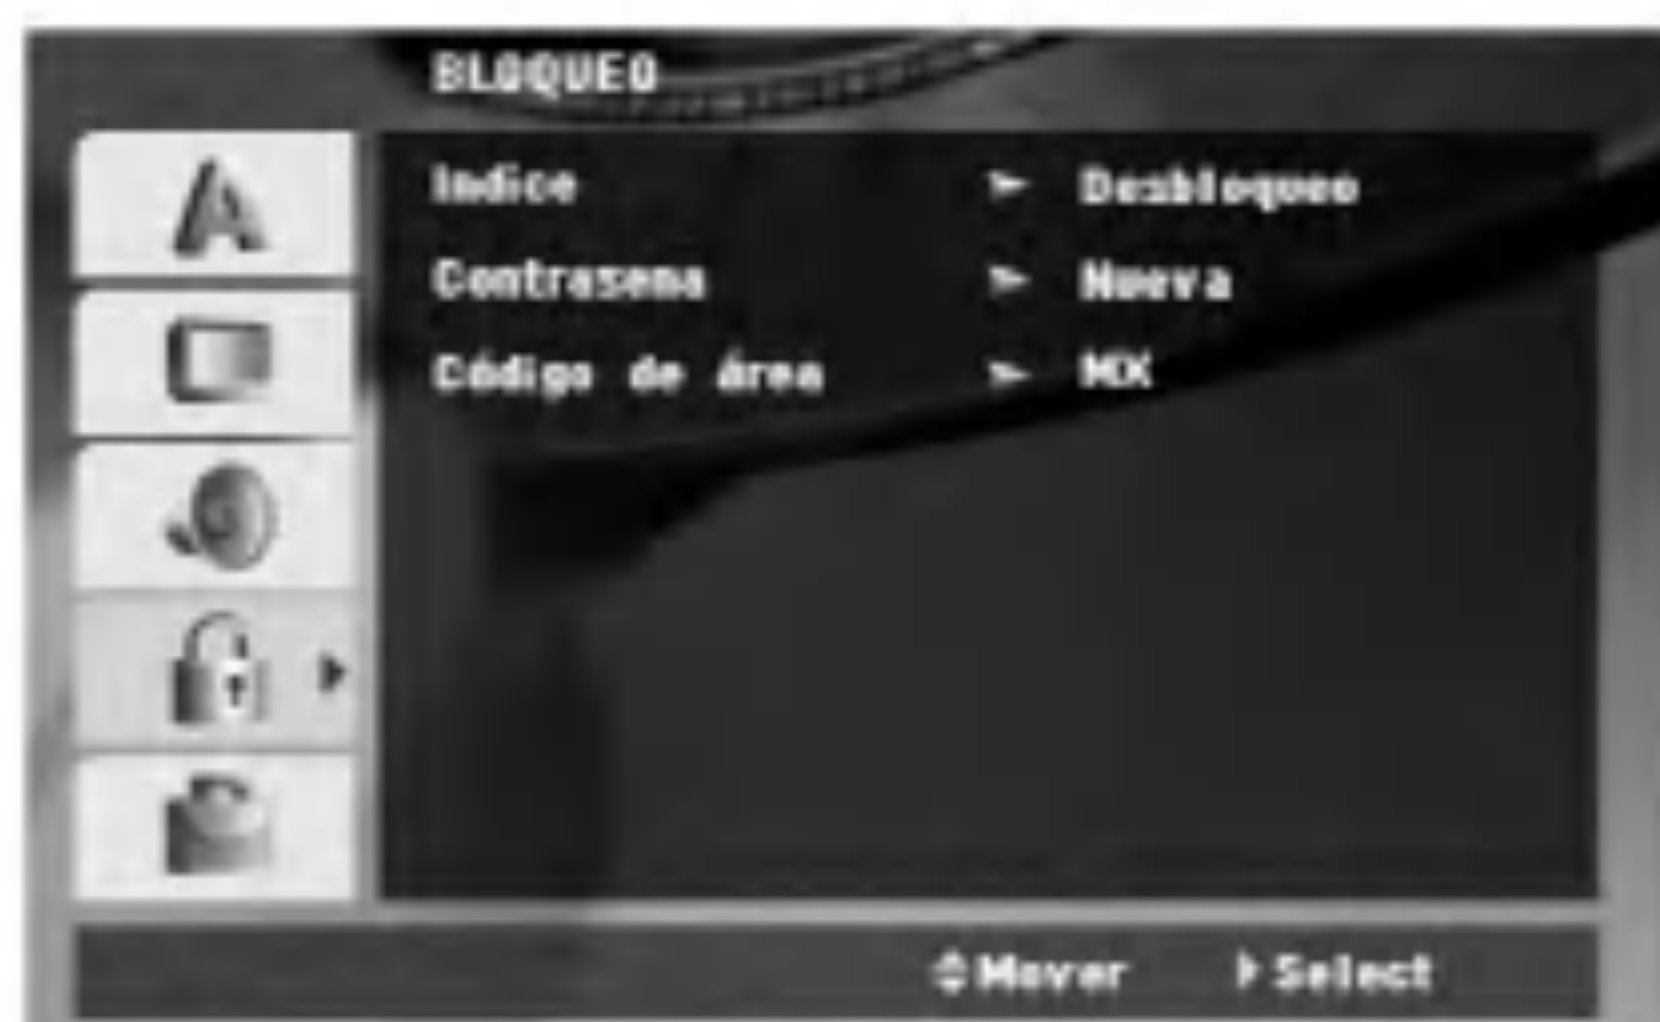 BLOQUEO
Indice ► Desbloqueo
Contrasena ► Nueva
Código de área ► MX
Mover Select